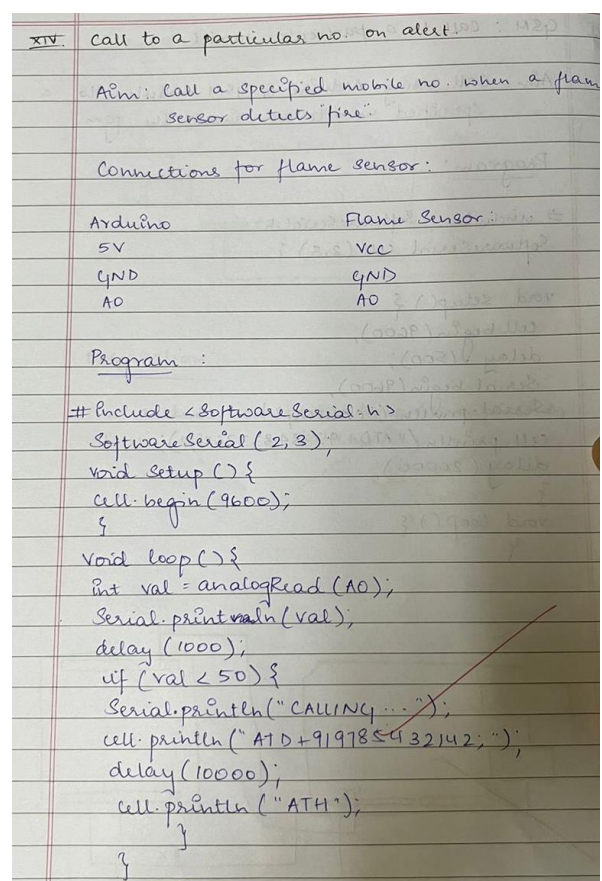 XIV. Call to a particular no. on alert.
Aim: Call a specified mobile no. when a flam
sensor detects "fire".
Connections for flame sensor:
Arduino Flame Sensor:
5V VCC
GND GND
A0 A0
Program :
# include <SoftwareSerial.h>
SoftwareSerial (2,3);
void setup () {
cell.begin (9600);
}
void loop () {
int val = analogRead (A0);
Serial.println (val);
delay (1000);
if (val < 50) {
Serial.println ("CALLING ...");
cell.println ("ATD+919785432142;");
delay (10000);
cell.println ("ATH");
}
}